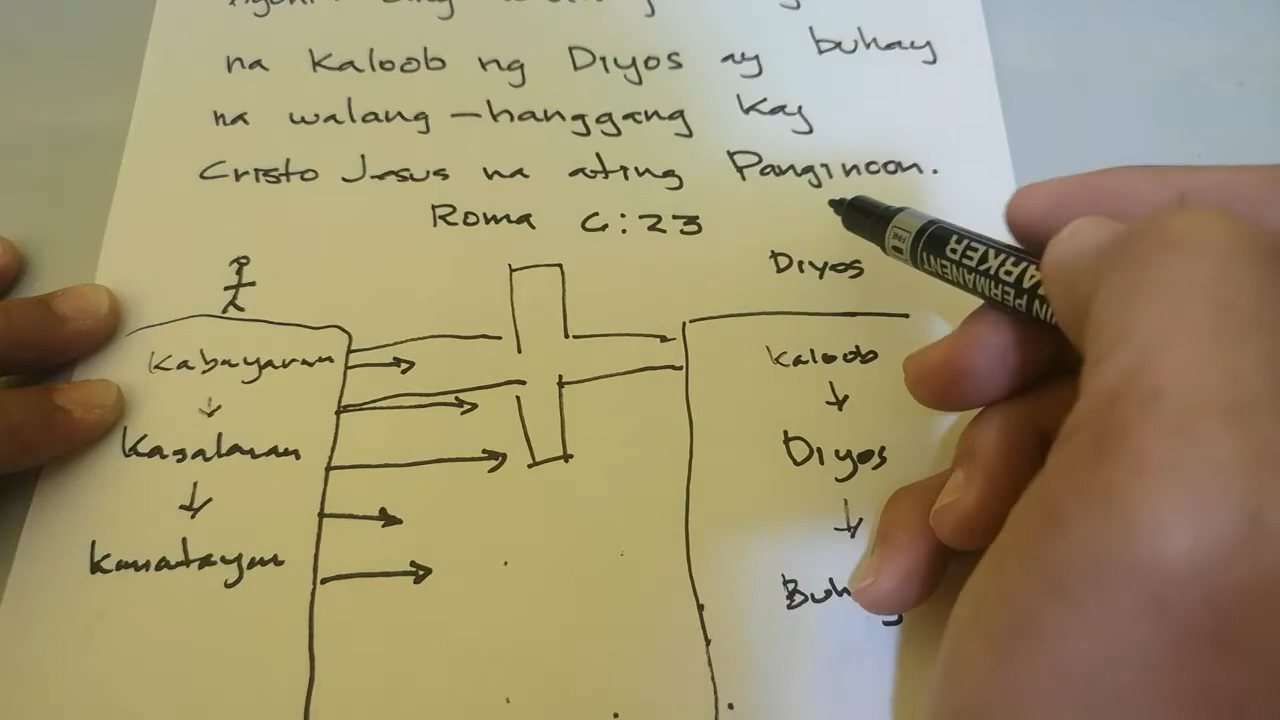 na kaloob ng Diyos ay buhay
na walang-hanggang kay
Cristo Jesus na ating Panginoon.
Roma 6:23
Diyos
Kabayaran
Kasalanan
Kamatayan
kaloob
Diyos
PERMANENT
MARKER
FINE